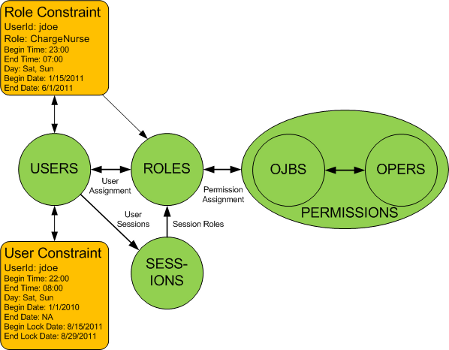 Role Constraint
UserId: jdoe
Role: ChargeNurse
Begin Time: 23:00
End Time: 07:00
Day: Sat, Sun
Begin Date: 1/15/2011
End Date: 6/1/2011
USERS
User
Assignment
ROLES
Permission
Assignment
OJBS
OPERS
PERMISSIONS
User
Sessions
Session Roles
SESS-
IONS
User Constraint
UserId: jdoe
Begin Time: 22:00
End Time: 08:00
Day: Sat, Sun
Begin Date: 1/1/2010
End Date: NA
Begin Lock Date: 8/15/2011
End Lock Date: 8/29/2011